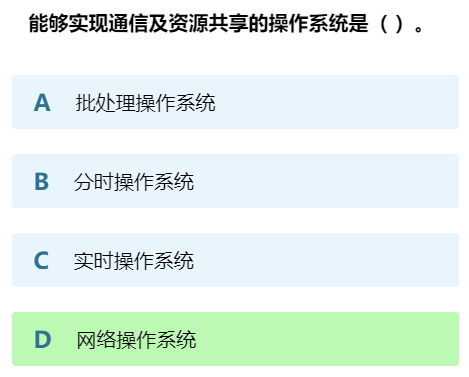 能够实现通信及资源共享的操作系统是（ ）。
A 批处理操作系统
B 分时操作系统
C 实时操作系统
D 网络操作系统